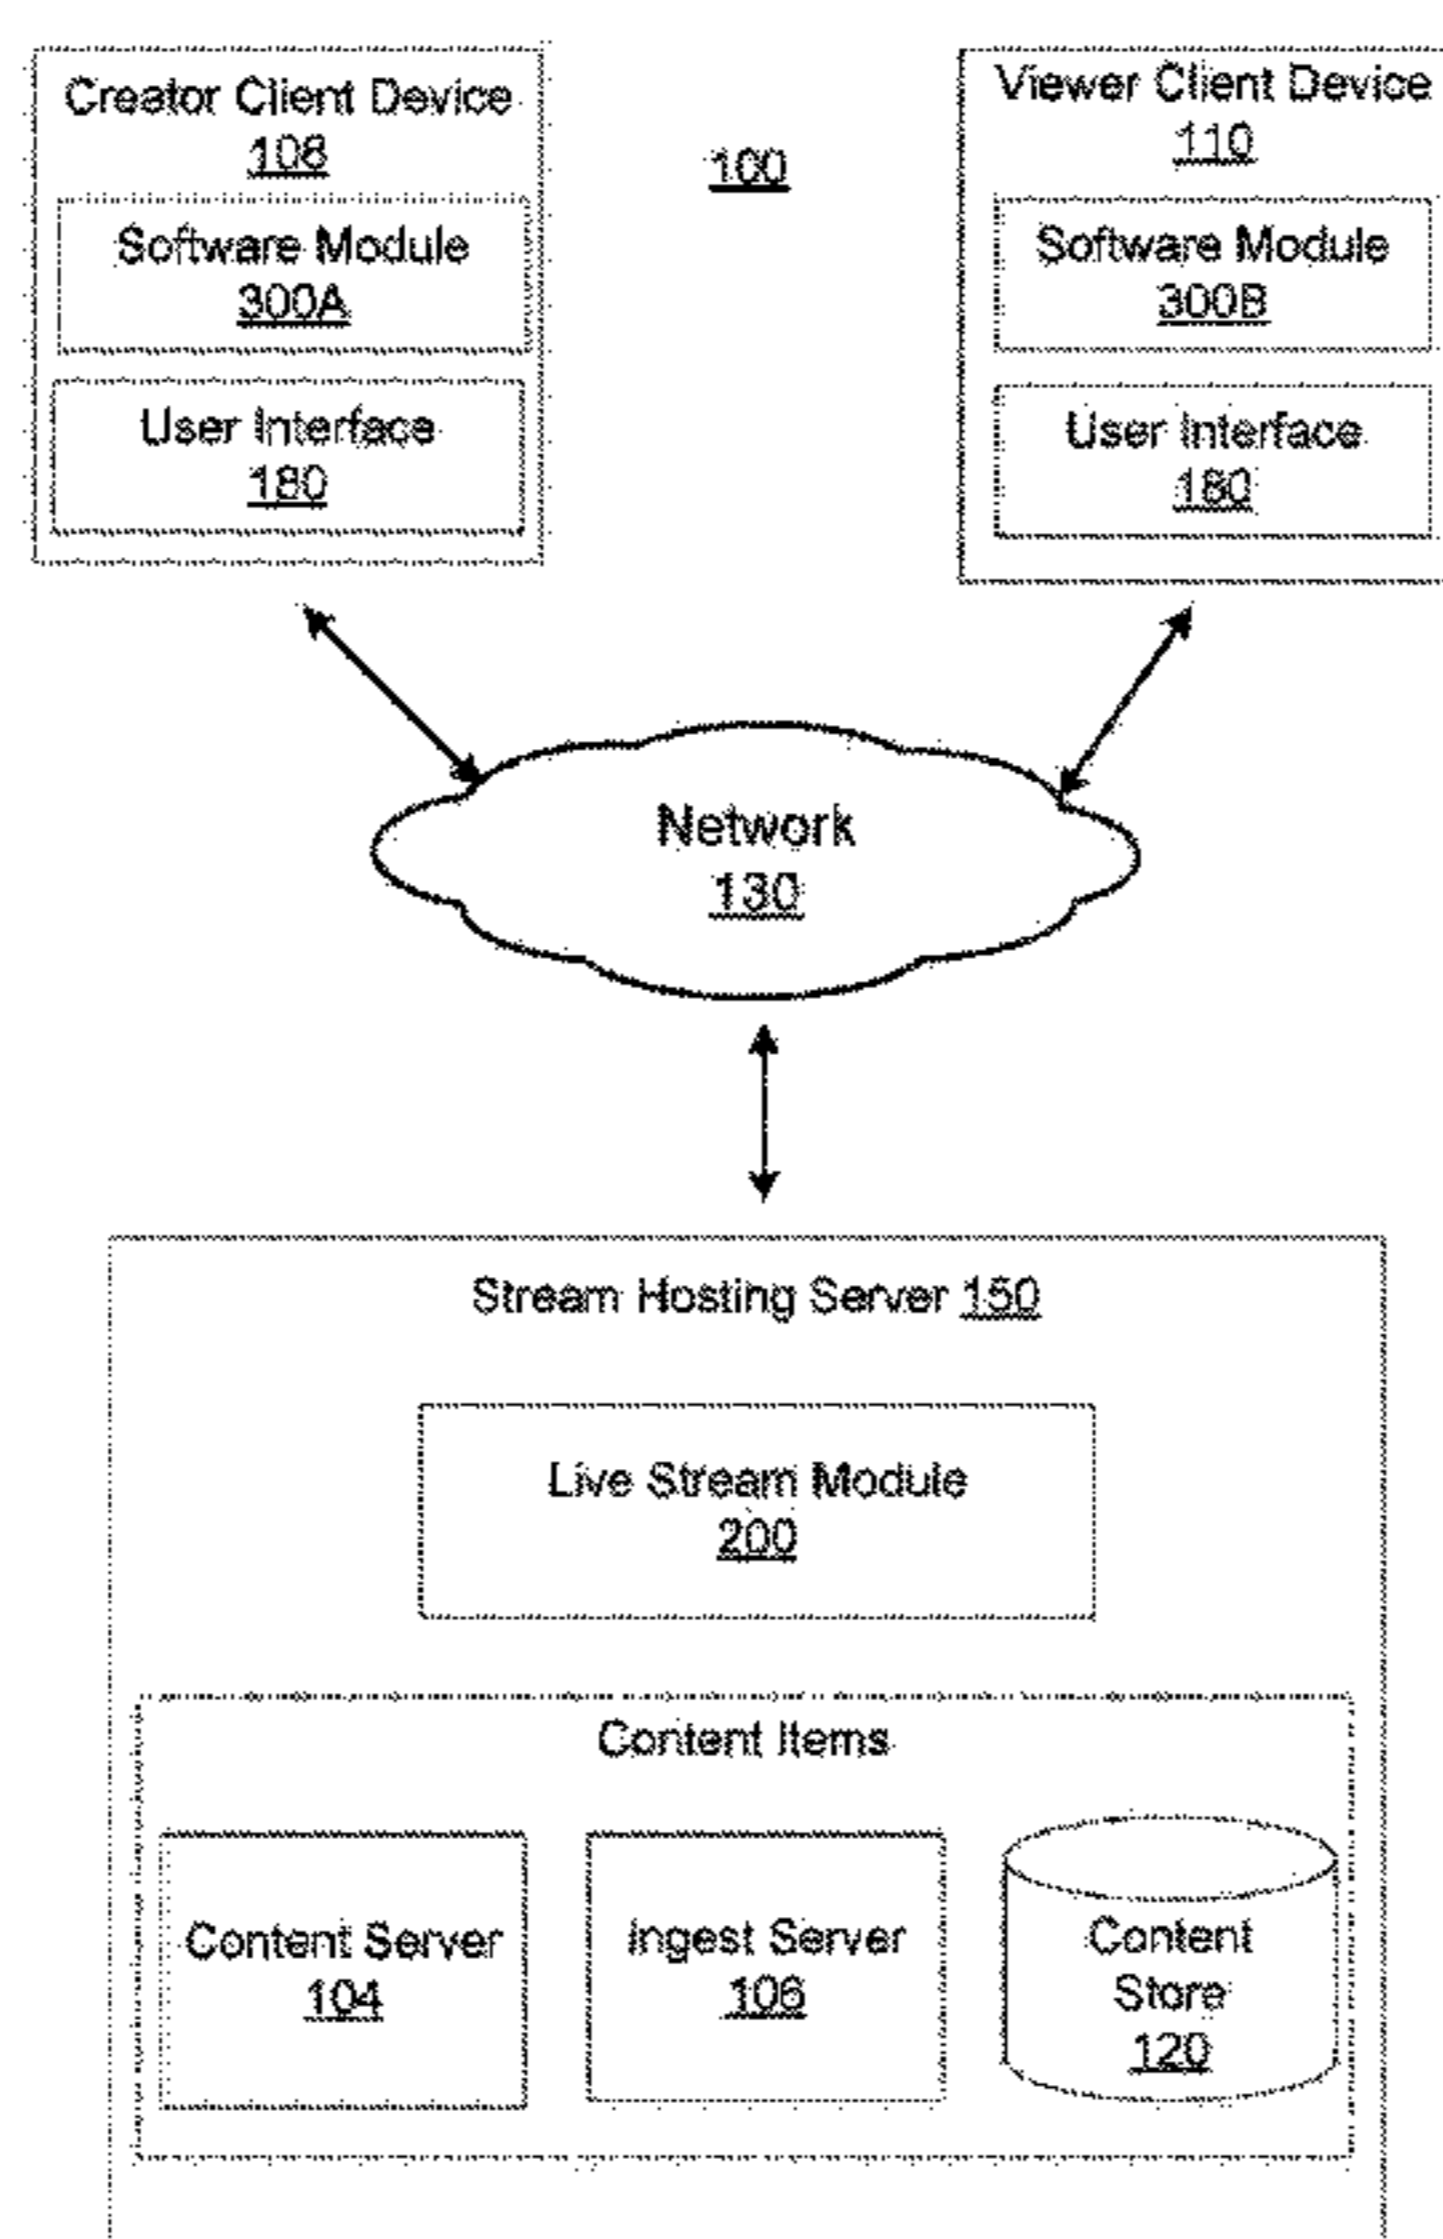 Creator Client Device
108
Software Module
300A
User Interface
180
100
Viewer Client Device
110
Software Module
300B
User Interface
180
Network
130
Stream Hosting Server 150
Live Stream Module
200
Content Items
Content Server
104
Ingest Server
106
Content
Store
120